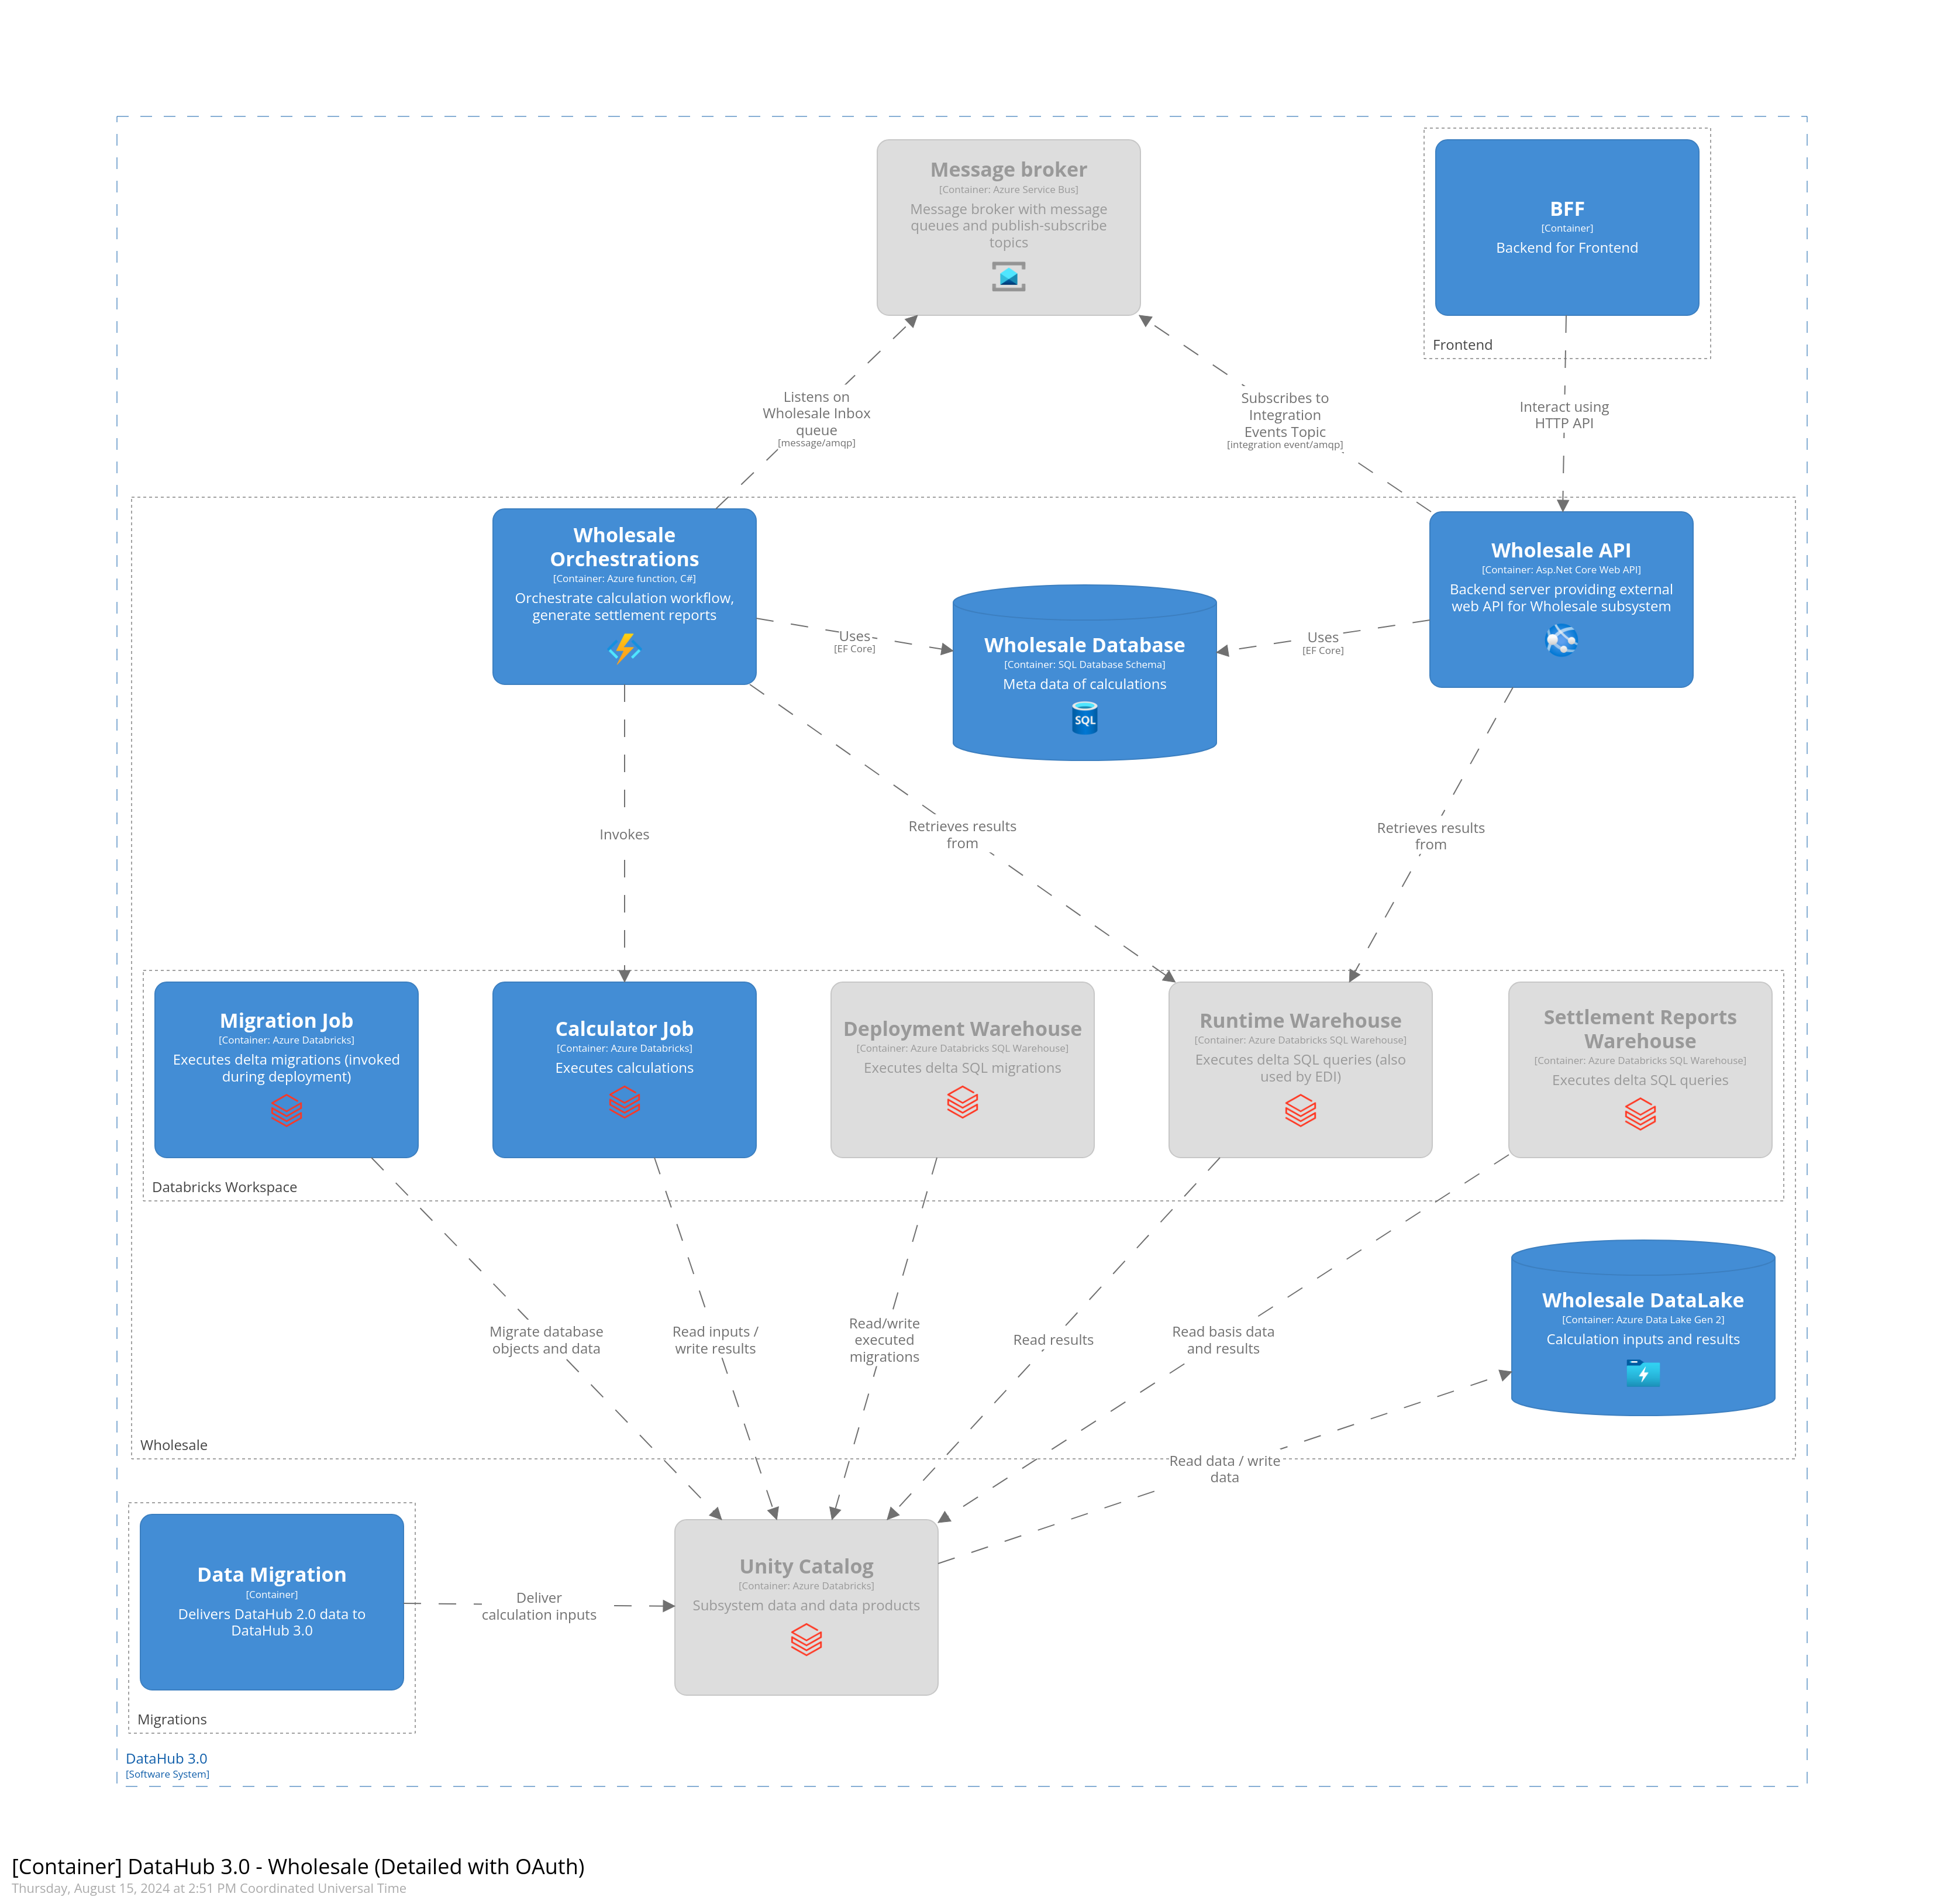 Message broker
[Container: Azure Service Bus]
Message broker with message
queues and publish-subscribe
topics
BFF
[Container]
Backend for Frontend
Frontend
Listens on
Wholesale Inbox
queue
[message/amqp]
Subscribes to
Integration
Events Topic
[integration event/amqp]
Interact using
HTTP API
Wholesale
Orchestrations
[Container: Azure function, C#]
Orchestrate calculation workflow,
generate settlement reports
Uses
[EF Core]
Wholesale Database
[Container: SQL Database Schema]
Meta data of calculations
SQL
Uses
[EF Core]
Wholesale API
[Container: Asp.Net Core Web API]
Backend server providing external
web API for Wholesale subsystem
Invokes
Retrieves results
from
Retrieves results
from
Migration Job
[Container: Azure Databricks]
Executes delta migrations (invoked
during deployment)
Calculator Job
[Container: Azure Databricks]
Executes calculations
Deployment Warehouse
[Container: Azure Databricks SQL Warehouse]
Executes delta SQL migrations
Runtime Warehouse
[Container: Azure Databricks SQL Warehouse]
Executes delta SQL queries (also
used by EDI)
Settlement Reports
Warehouse
[Container: Azure Databricks SQL Warehouse]
Executes delta SQL queries
Databricks Workspace
Migrate database
objects and data
Read inputs /
write results
Read/write
executed
migrations
Read results
Read basis data
and results
Wholesale DataLake
[Container: Azure Data Lake Gen 2]
Calculation inputs and results
Wholesale
Read data / write
data
Data Migration
[Container]
Delivers DataHub 2.0 data to
DataHub 3.0
Migrations
Deliver
calculation inputs
Unity Catalog
[Container: Azure Databricks]
Subsystem data and data products
DataHub 3.0
[Software System]
[Container] DataHub 3.0 - Wholesale (Detailed with OAuth)
Thursday, August 15, 2024 at 2:51 PM Coordinated Universal Time